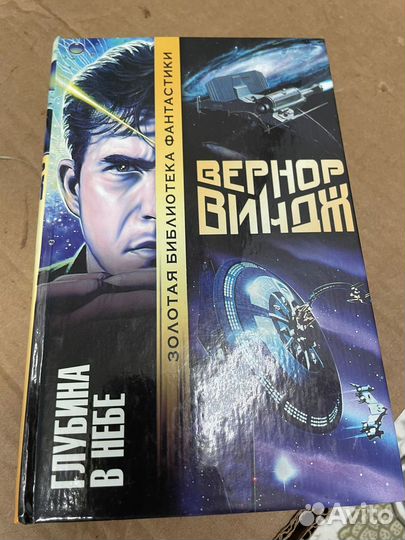 ЗОЛОТАЯ БИБЛИОТЕКА ФАНТАСТИКИ
ВЕРНОР
ВИНДЖ
ГЛУБИНА
В НЕБЕ
Avito